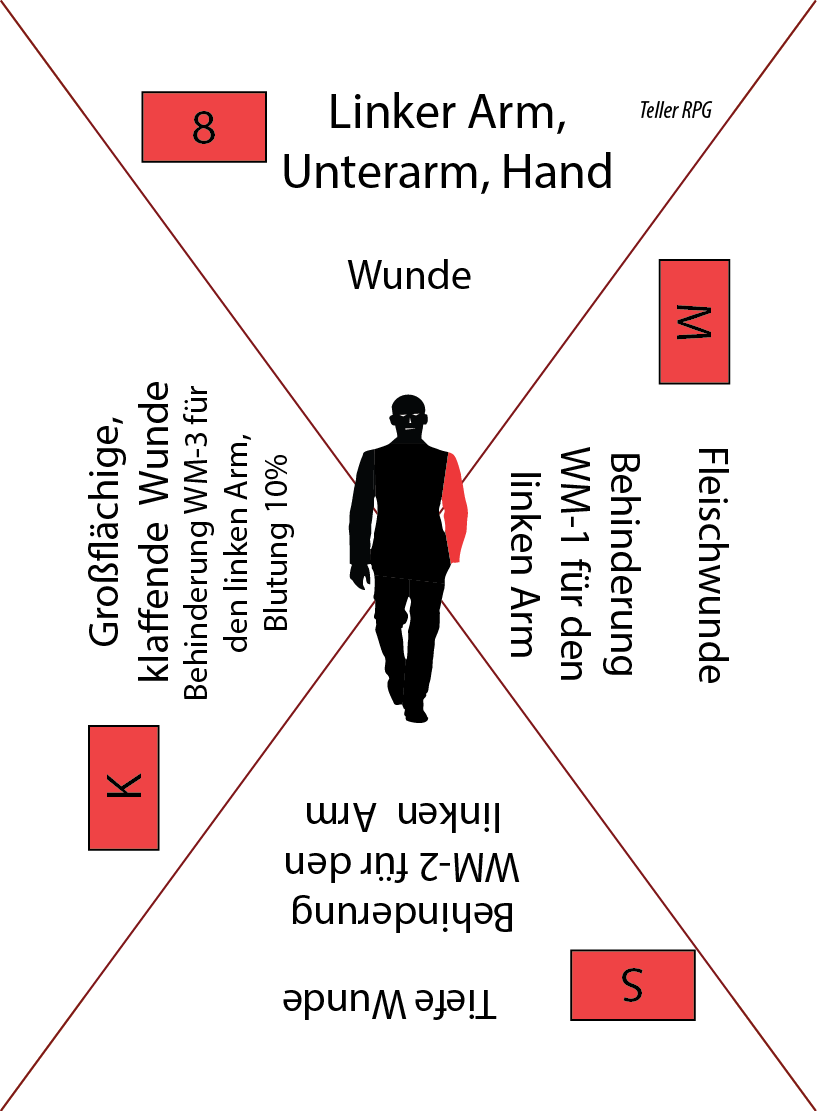 8
Linker Arm,
Unterarm, Hand
Teller RPG
Wunde
M
Fleischwunde
Behinderung
WM-1 für den
linken Arm
S
Tiefe Wunde
Behinderung
WM-2 für den
linken Arm
K
Großflächige,
klaffende Wunde
Behinderung WM-3 für
den linken Arm,
Blutung 10%